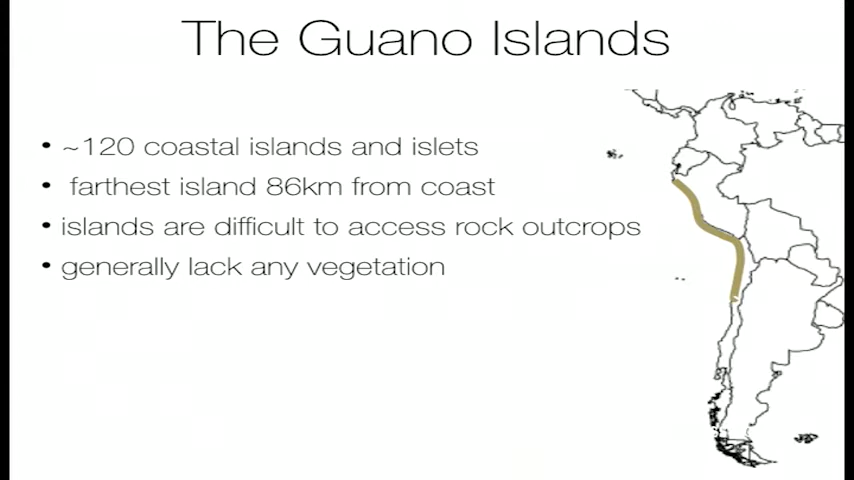 The Guano Islands
• ~120 coastal islands and islets
• farthest island 86km from coast
• islands are difficult to access rock outcrops
• generally lack any vegetation